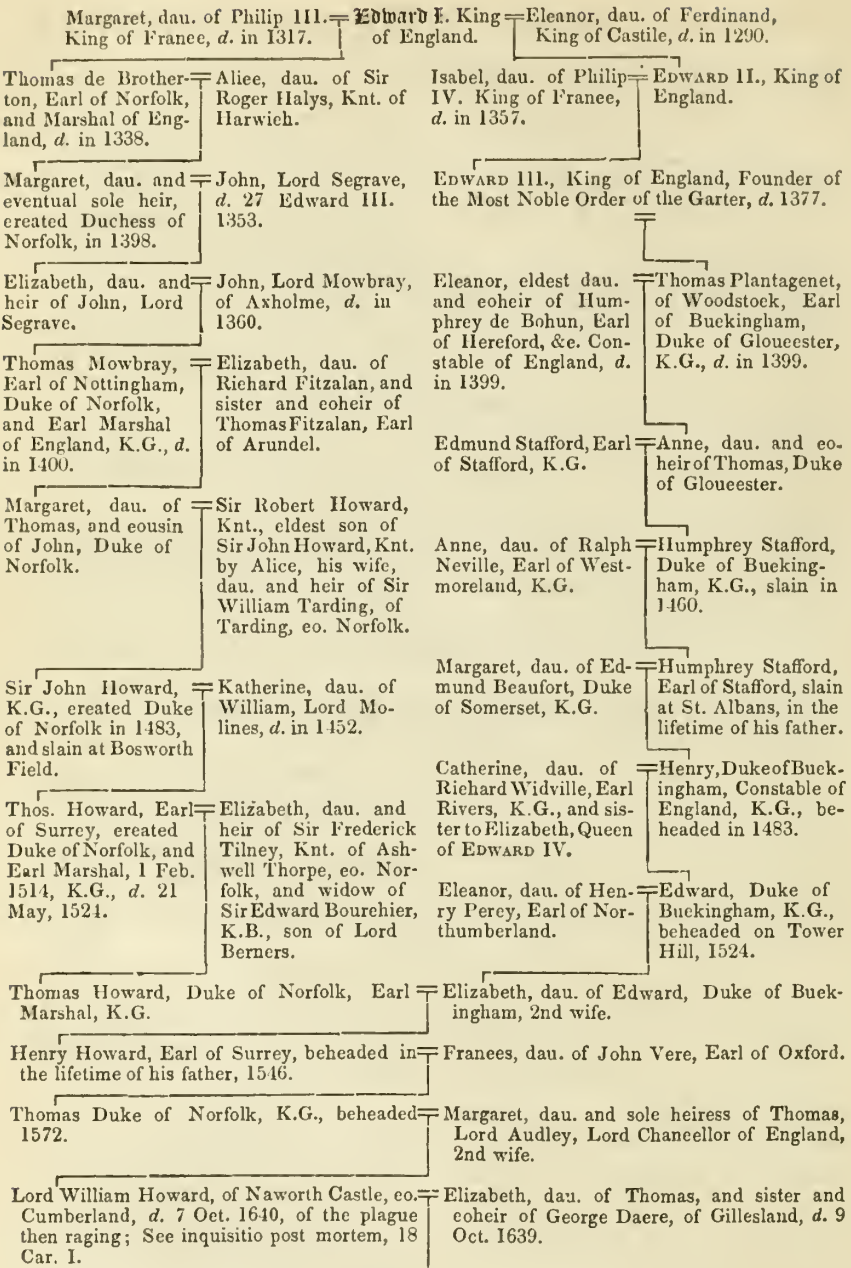 Margaret, dau. of Philip III.
King of France, d. in 1317.
Edward I. King
of England.
Eleanor, dau. of Ferdinand,
King of Castile, d. in 1290.
Thomas de Brother-
ton, Earl of Norfolk,
and Marshal of Eng-
land, d. in 1338.
Alice, dau. of Sir
Roger Halys, Knt. of
Harwich.
Isabel, dau. of Philip
IV. King of France,
d. in 1357.
EDWARD II., King of
England.
Margaret, dau. and
eventual sole heir,
created Duchess of
Norfolk, in 1398.
John, Lord Segrave,
d. 27 Edward III.
1353.
EDWARD III., King of England, Founder of
the Most Noble Order of the Garter, d. 1377.
Elizabeth, dau. and
heir of John, Lord
Segrave.
John, Lord Mowbray,
of Axholme, d. in
1360.
Eleanor, eldest dau.
and coheir of Hum-
phrey de Bohun, Earl
of Hereford, &c. Con-
stable of England, d.
in 1399.
Thomas Plantagenet,
of Woodstock, Earl
of Buckingham,
Duke of Gloucester,
K.G., d. in 1399.
Thomas Mowbray,
Earl of Nottingham,
Duke of Norfolk,
and Earl Marshal
of England, K.G., d.
in 1400.
Elizabeth, dau. of
Richard Fitzalan, and
sister and coheir of
Thomas Fitzalan, Earl
of Arundel.
Edmund Stafford, Earl
of Stafford, K.G.
Anne, dau. and co-
heir of Thomas, Duke
of Gloucester.
Margaret, dau. of
Thomas, and cousin
of John, Duke of
Norfolk.
Sir Robert Howard,
Knt., eldest son of
Sir John Howard, Knt.
by Alice, his wife,
dau. and heir of Sir
William Tarding, of
Tarding, co. Norfolk.
Anne, dau. of Ralph
Neville, Earl of West-
moreland, K.G.
Humphrey Stafford,
Duke of Bucking-
ham, K.G., slain in
1460.
Sir John Howard,
K.G., created Duke
of Norfolk in 1483,
and slain at Bosworth
Field.
Katherine, dau. of
William, Lord Mo-
lines, d. in 1452.
Margaret, dau. of Ed-
mund Beaufort, Duke
of Somerset, K.G.
Humphrey Stafford,
Earl of Stafford, slain
at St. Albans, in the
lifetime of his father.
Catherine, dau. of
Richard Widville, Earl
Rivers, K.G., and sis-
ter to Elizabeth, Queen
of EDWARD IV.
Henry, Duke of Buck-
ingham, Constable of
England, K.G., be-
headed in 1483.
Thos. Howard, Earl
of Surrey, created
Duke of Norfolk, and
Earl Marshal, 1 Feb.
1514, K.G., d. 21
May, 1524.
Elizabeth, dau. and
heir of Sir Frederick
Tilney, Knt. of Ash-
well Thorpe, co. Nor-
folk, and widow of
Sir Edward Bourchier,
K.B., son of Lord
Berners.
Eleanor, dau. of Hen-
ry Percy, Earl of Nor-
thumberland.
Edward, Duke of
Buckingham, K.G.,
beheaded on Tower
Hill, 1524.
Thomas Howard, Duke of Norfolk, Earl
Marshal, K.G.
Elizabeth, dau. of Edward, Duke of Buck-
ingham, 2nd wife.
Henry Howard, Earl of Surrey, beheaded in
the lifetime of his father, 1546.
Frances, dau. of John Vere, Earl of Oxford.
Thomas Duke of Norfolk, K.G., beheaded
1572.
Margaret, dau. and sole heiress of Thomas,
Lord Audley, Lord Chancellor of England,
2nd wife.
Lord William Howard, of Naworth Castle, co.
Cumberland, d. 7 Oct. 1640, of the plague
then raging; See inquisitio post mortem, 18
Car. I.
Elizabeth, dau. of Thomas, and sister and
coheir of George Dacre, of Gillesland, d. 9
Oct. 1639.